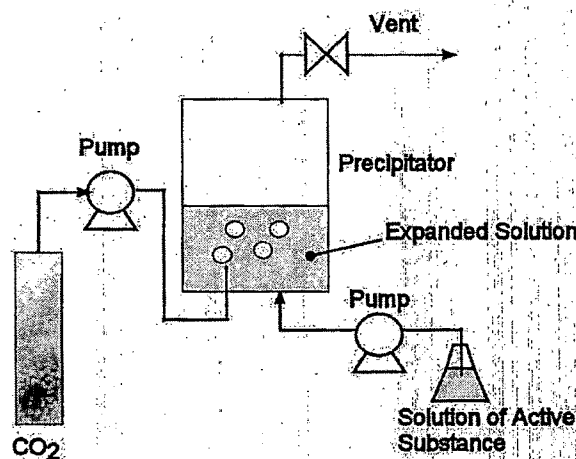 Vent
Pump
Precipitator
Expanded Solution
Pump
Solution of Active
Substance
CO2